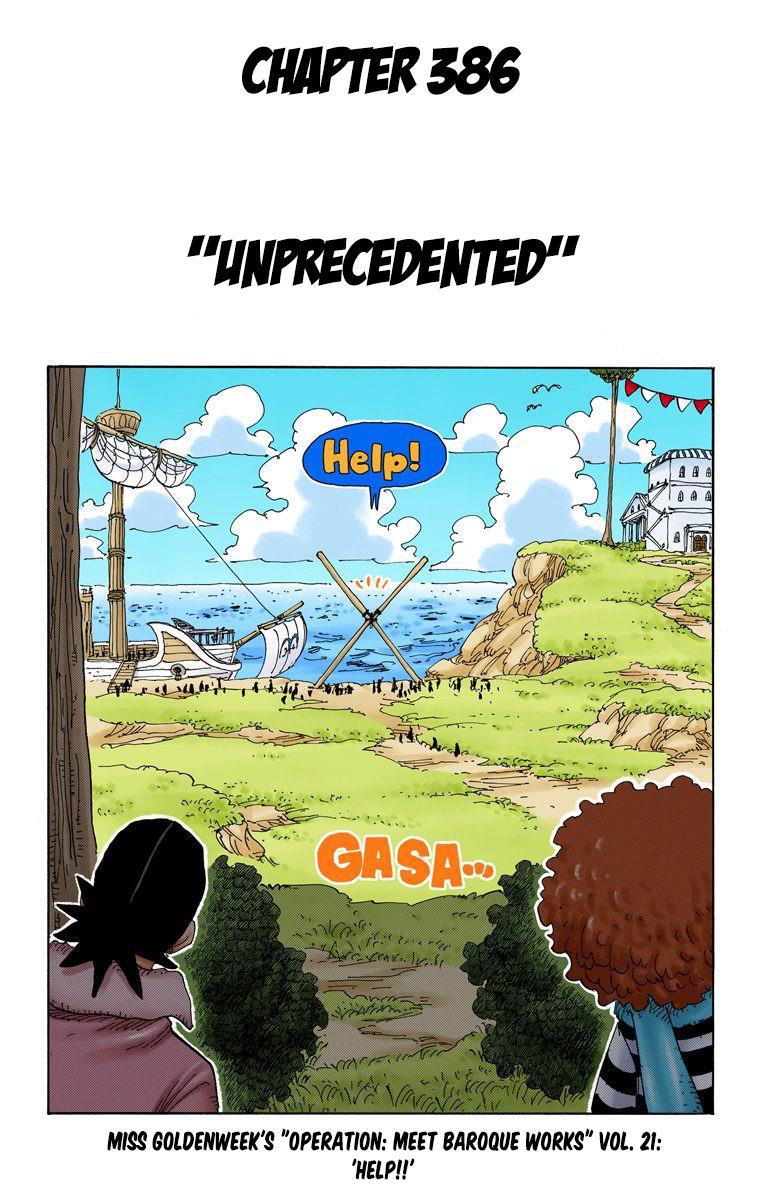 CHAPTER 386
"UNPRECEDENTED"
Help!
GASA...
MISS GOLDENWEEK'S "OPERATION: MEET BAROQUE WORKS" VOL. 21:
'HELP!!'